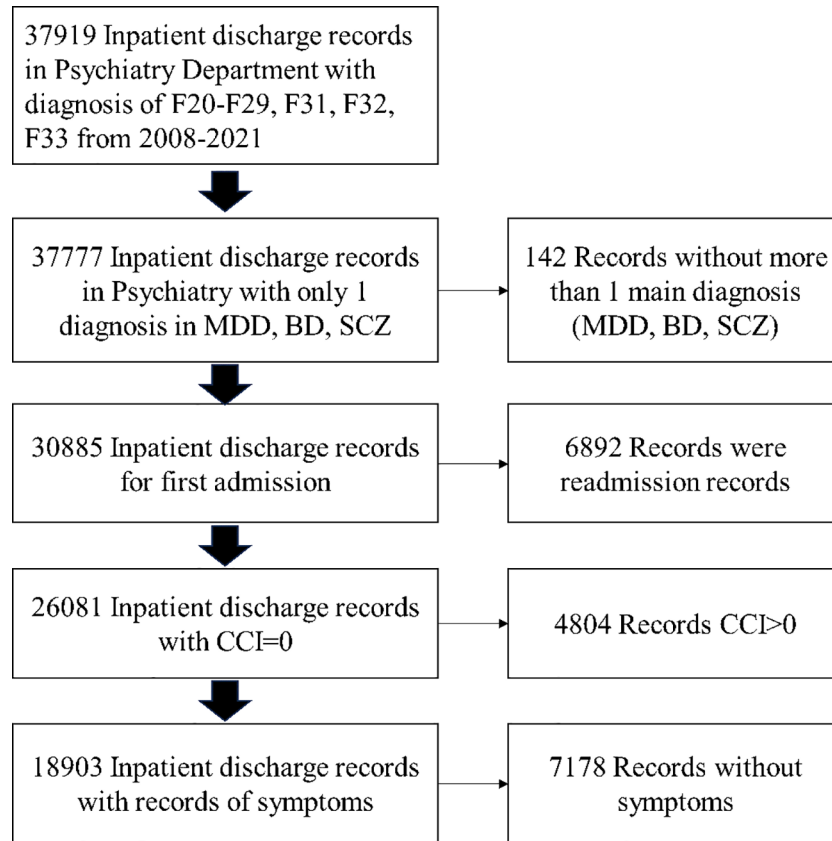 37919 Inpatient discharge records
in Psychiatry Department with
diagnosis of F20-F29, F31, F32,
F33 from 2008-2021
37777 Inpatient discharge records
in Psychiatry with only 1
diagnosis in MDD, BD, SCZ
142 Records without more
than 1 main diagnosis
(MDD, BD, SCZ)
30885 Inpatient discharge records
for first admission
6892 Records were
readmission records
26081 Inpatient discharge records
with CCI=0
4804 Records CCI>0
18903 Inpatient discharge records
with records of symptoms
7178 Records without
symptoms